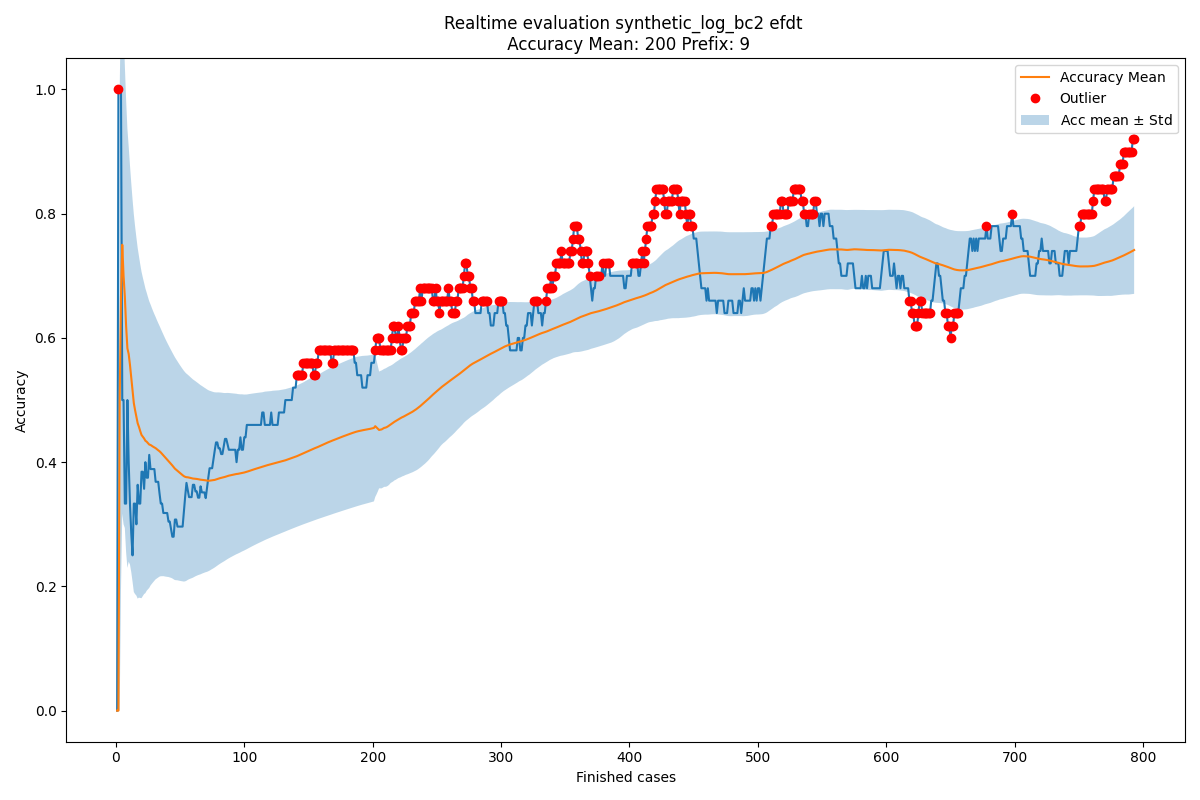 Realtime evaluation synthetic_log_bc2 efdt
Accuracy Mean: 200 Prefix: 9
Accuracy Mean
Outlier
Acc mean ± Std
1.0
0.8
0.6
0.4
0.2
0.0
Accuracy
0 100 200 300 400 500 600 700 800
Finished cases